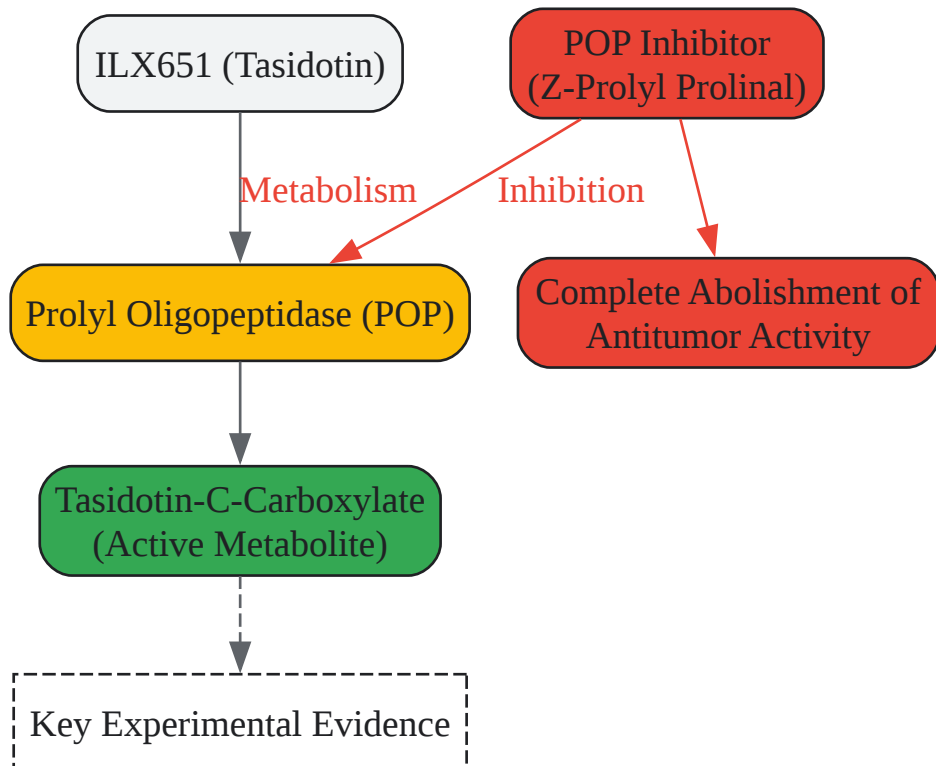 ILX651 (Tasidotin)
POP Inhibitor
(Z-Prolyl Prolinal)
Metabolism
Inhibition
Prolyl Oligopeptidase (POP)
Complete Abolishment of
Antitumor Activity
Tasidotin-C-Carboxylate
(Active Metabolite)
Key Experimental Evidence